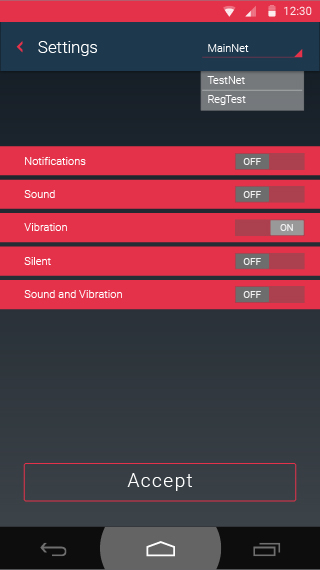 12:30
Settings
MainNet
TestNet
RegTest
Notifications OFF
Sound OFF
Vibration ON
Silent OFF
Sound and Vibration OFF
Accept